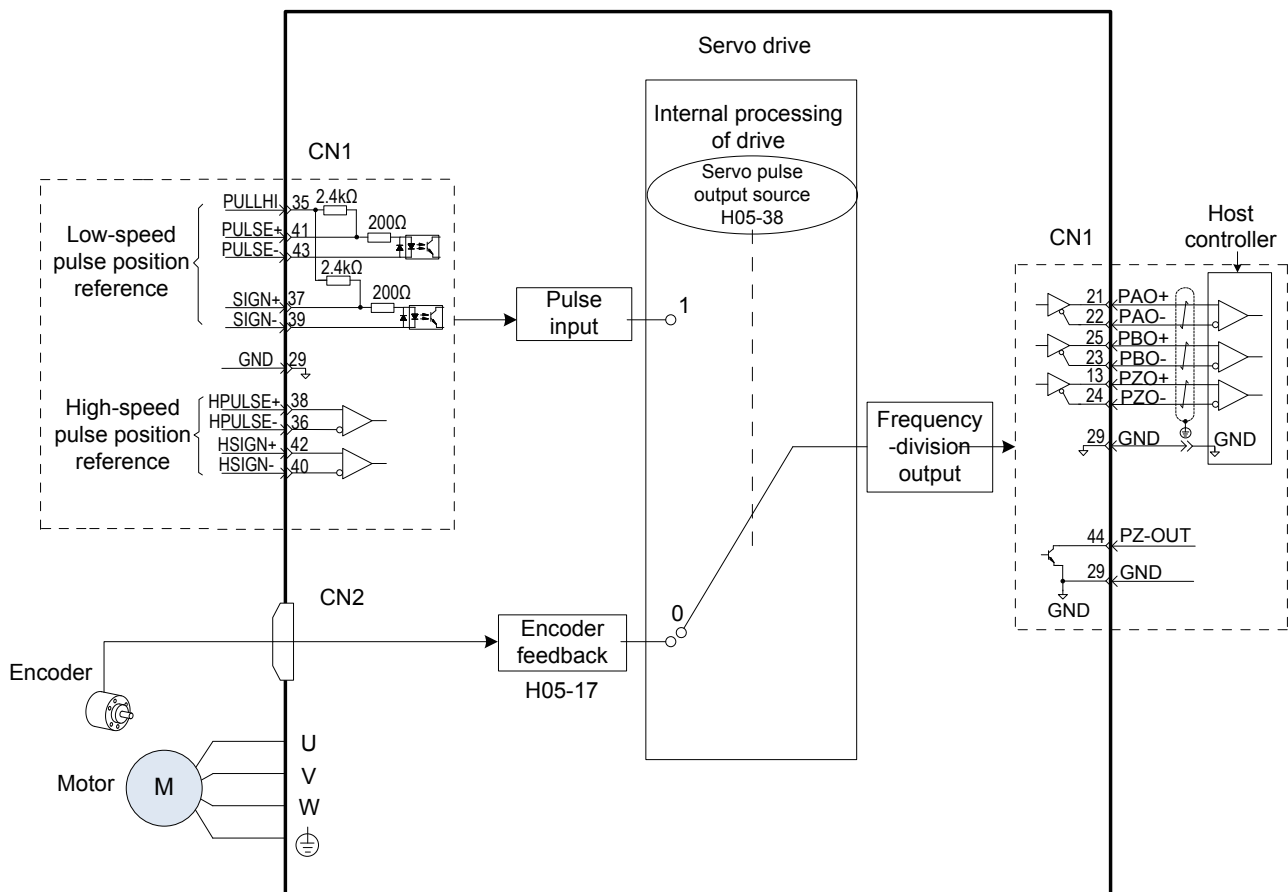 Servo drive
Internal processing
of drive
Servo pulse
output source
H05-38
CN1
PULLHI 35 2.4kΩ
PULSE+ 41 200Ω
PULSE- 43
2.4kΩ
SIGN+ 37 200Ω
SIGN- 39
Low-speed
pulse position
reference
GND 29
HPULSE+ 38
HPULSE- 36
HSIGN+ 42
HSIGN- 40
High-speed
pulse position
reference
Pulse
input
1
Frequency
-division
output
CN1
Host
controller
21 PAO+
22 PAO-
25 PBO+
23 PBO-
13 PZO+
24 PZO-
29 GND GND
44 PZ-OUT
29 GND
GND
CN2
0
Encoder
feedback
H05-17
Encoder
Motor
M
U
V
W